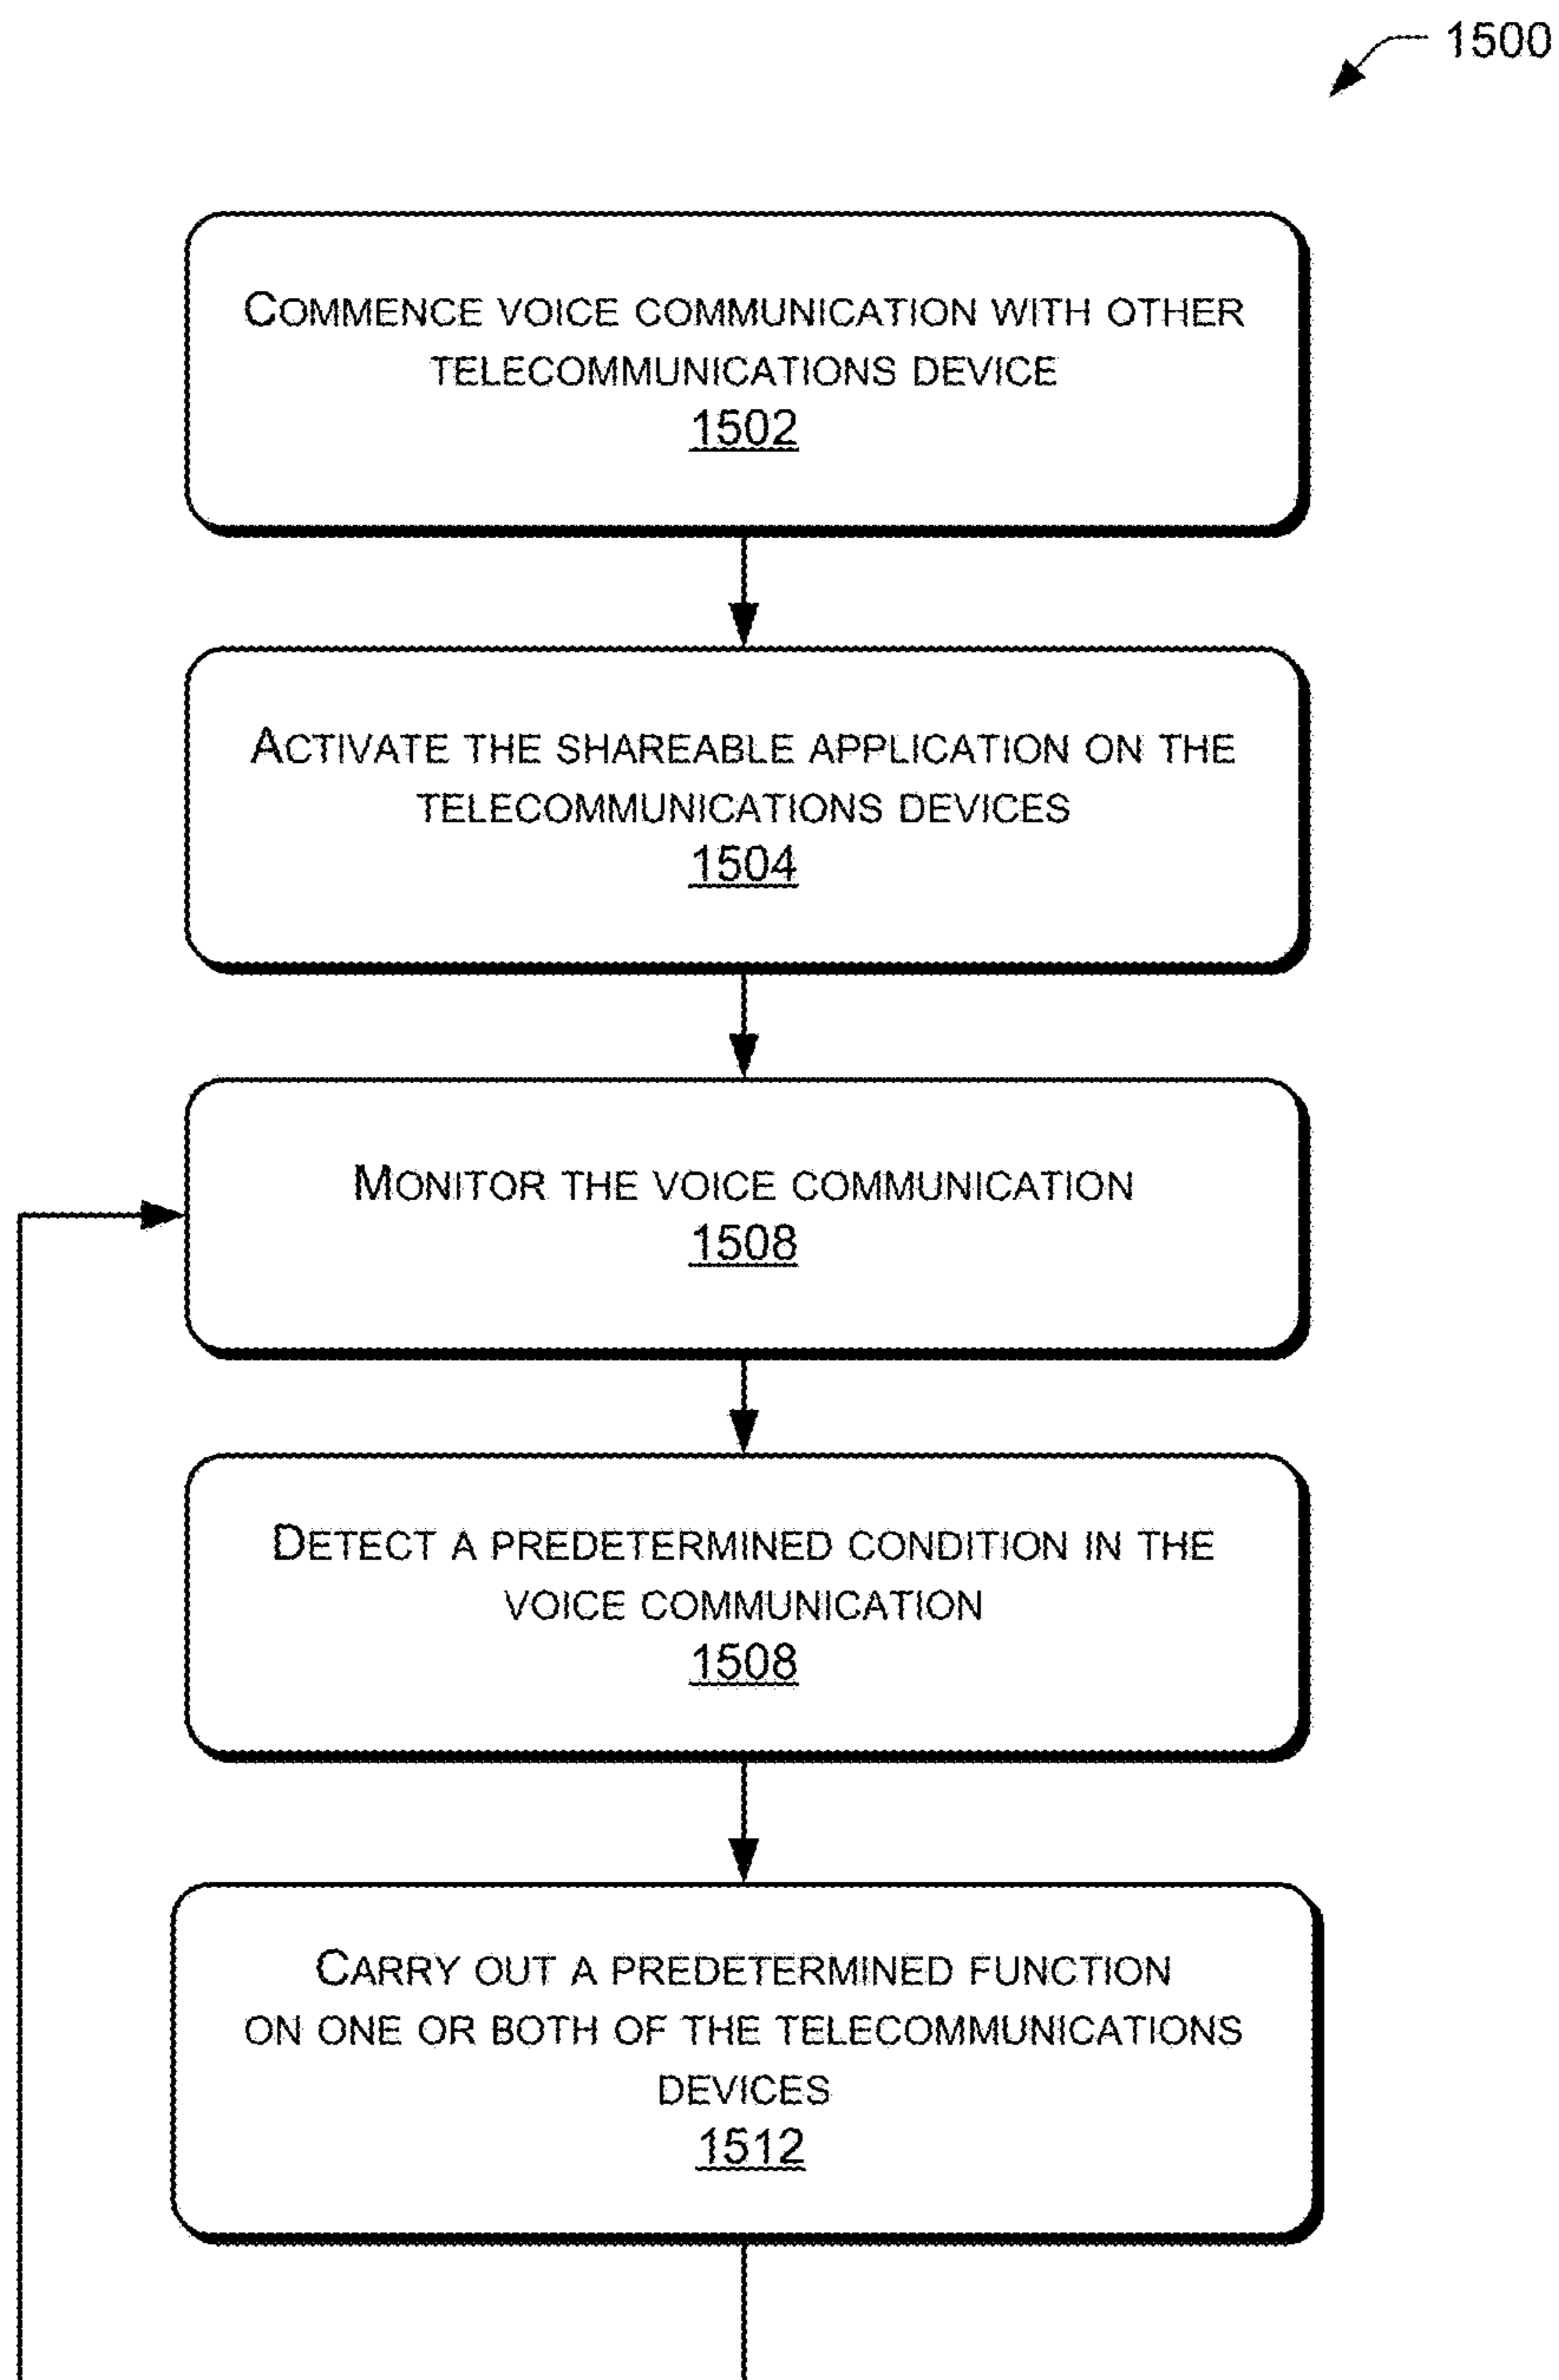 1500
COMMENCE VOICE COMMUNICATION WITH OTHER
TELECOMMUNICATIONS DEVICE
1502
ACTIVATE THE SHAREABLE APPLICATION ON THE
TELECOMMUNICATIONS DEVICES
1504
MONITOR THE VOICE COMMUNICATION
1508
DETECT A PREDETERMINED CONDITION IN THE
VOICE COMMUNICATION
1508
CARRY OUT A PREDETERMINED FUNCTION
ON ONE OR BOTH OF THE TELECOMMUNICATIONS
DEVICES
1512